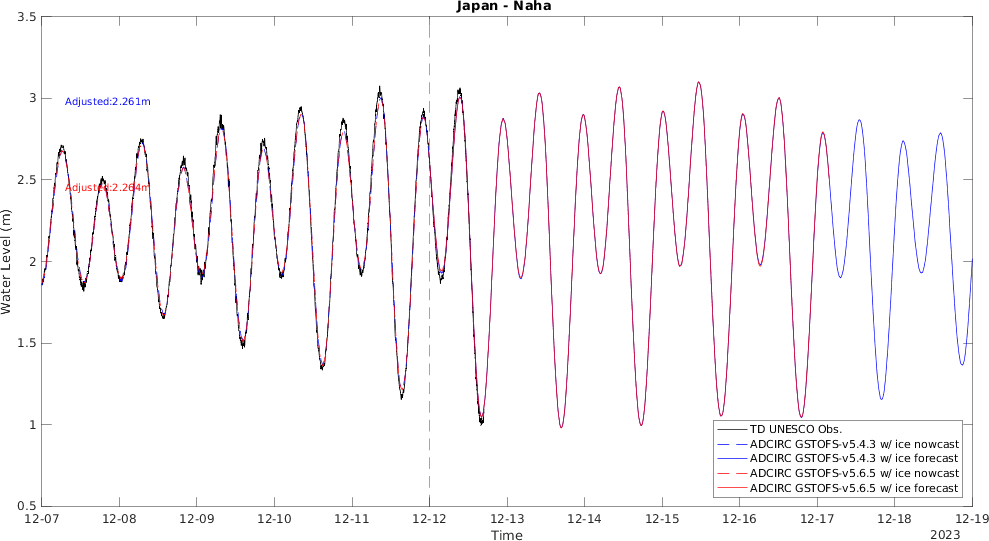 Japan - Naha
3.5
3
2.5
2
1.5
1
0.5
Water Level (m)
Adjusted:2.261m
Adjusted:2.264m
TD UNESCO Obs.
ADCIRC GSTOFS-v5.4.3 w/ ice nowcast
ADCIRC GSTOFS-v5.4.3 w/ ice forecast
ADCIRC GSTOFS-v5.6.5 w/ ice nowcast
ADCIRC GSTOFS-v5.6.5 w/ ice forecast
12-07 12-08 12-09 12-10 12-11 12-12 12-13 12-14 12-15 12-16 12-17 12-18 12-19
Time
2023